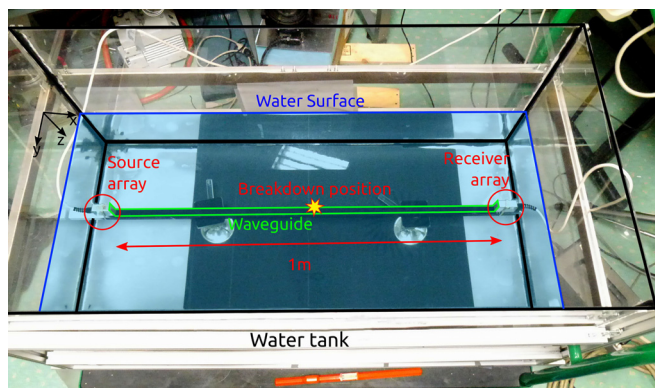 Water Surface
x
z
y
Source
array
Receiver
array
Breakdown position
Waveguide
1m
Water tank